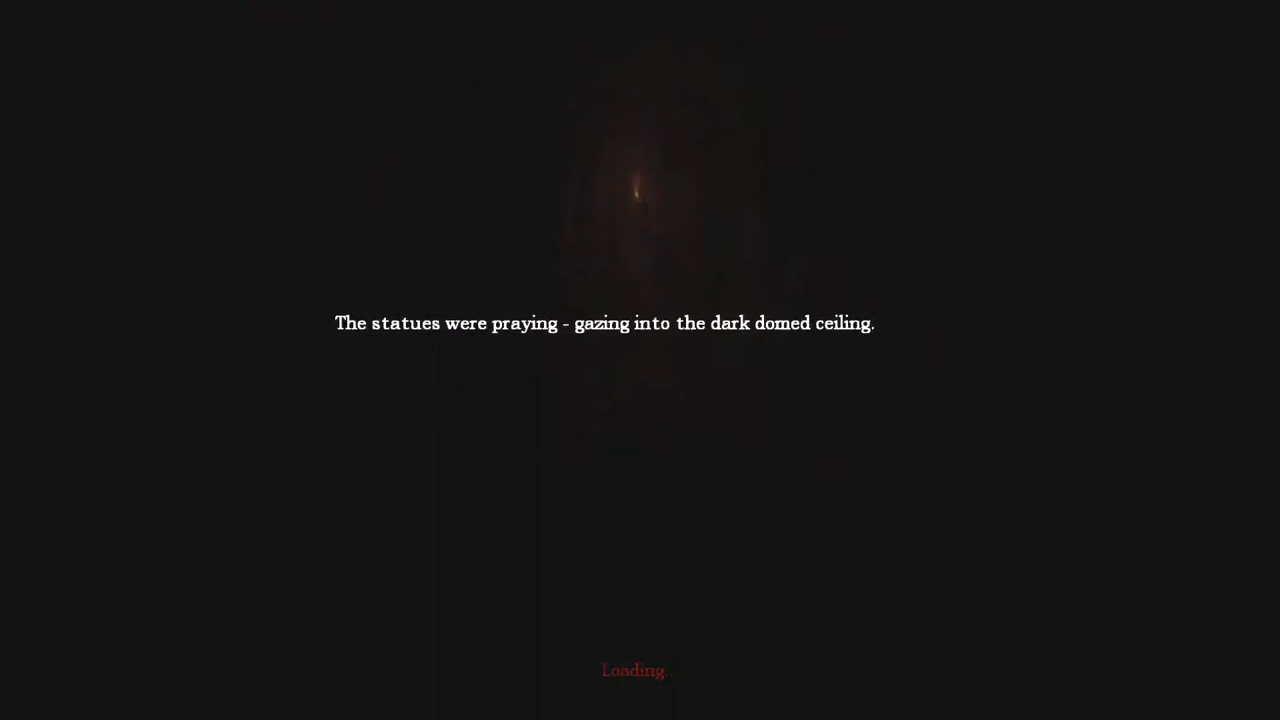 The statues were praying - gazing into the dark domed ceiling.
Loading..